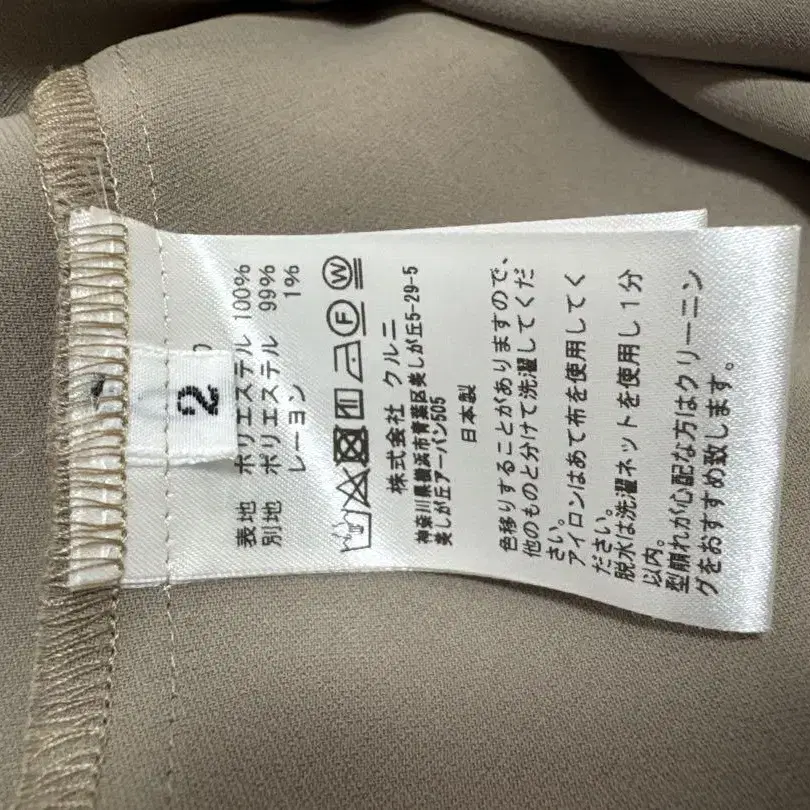 2
表地 ポリエステル 100%
別地 ポリエステル 99%
レーヨン 1%
株式会社 クルニ
神奈川県横浜市青葉区美しが丘5-29-5
美しが丘アーバン505
日本製
色移りすることがありますので、
他のものと分けて洗濯してくだ
さい。
アイロンはあて布を使用してく
ださい。
脱水は洗濯ネットを使用し1分
以内。
型崩れが心配な方はクリーニン
グをおすすめ致します。